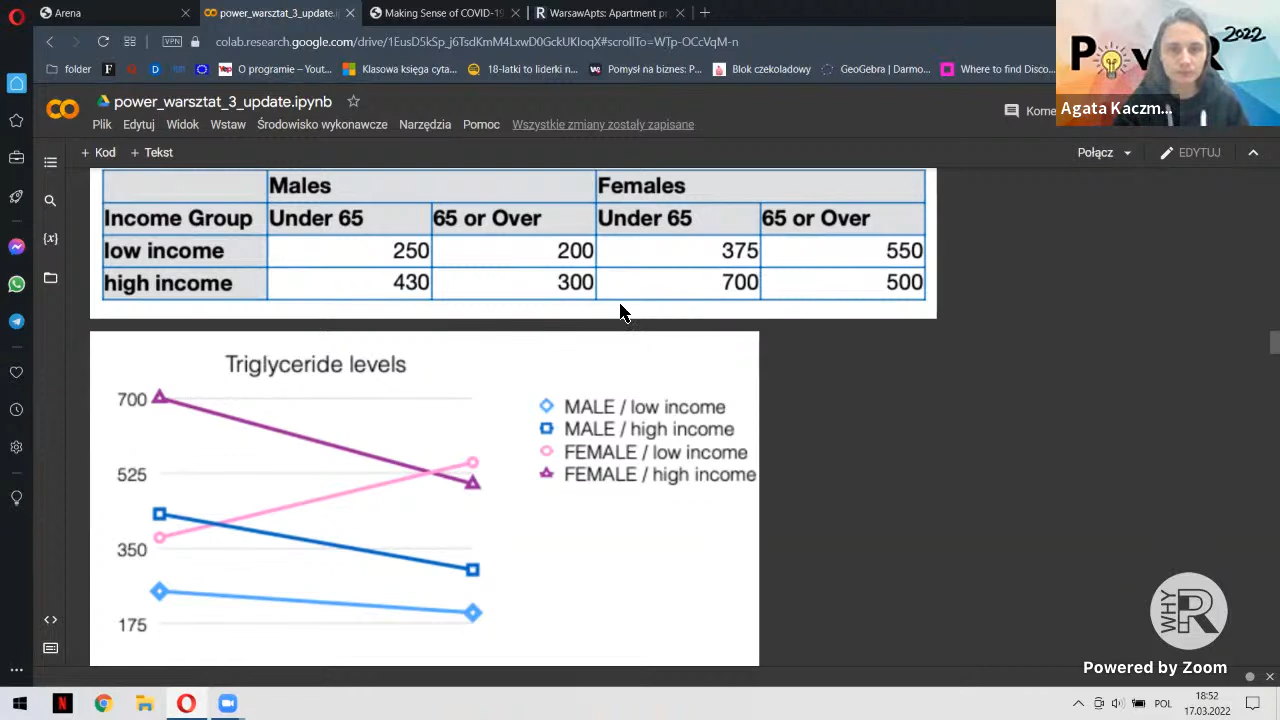 Arena
power_warsztat_3_update.ipynb
Making Sense of COVID-19
WarsawApts: Apartment pr
VPN
colab.research.google.com/drive/1EusD5kSp_j6TsdKmM4LxwD0GckUKIoqX#scrollTo=WTp-OCcVqM-n
folder
O programie – Yout...
Klasowa księga cyta...
18-latki to liderki n...
Pomysł na biznes: P...
Blok czekoladowy
GeoGebra | Darmo...
Where to find Disco...
2022
Agata Kaczm...
power_warsztat_3_update.ipynb
Kome
Plik Edytuj Widok Wstaw Środowisko wykonawcze Narzędzia Pomoc Wszystkie zmiany zostały zapisane
+ Kod + Tekst
Połącz
EDYTUJ
Males Females
Income Group Under 65 65 or Over Under 65 65 or Over
low income 250 200 375 550
high income 430 300 700 500
Triglyceride levels
700
525
350
175
MALE / low income
MALE / high income
FEMALE / low income
FEMALE / high income
WHY R
Powered by Zoom
POL
18:52
17.03.2022